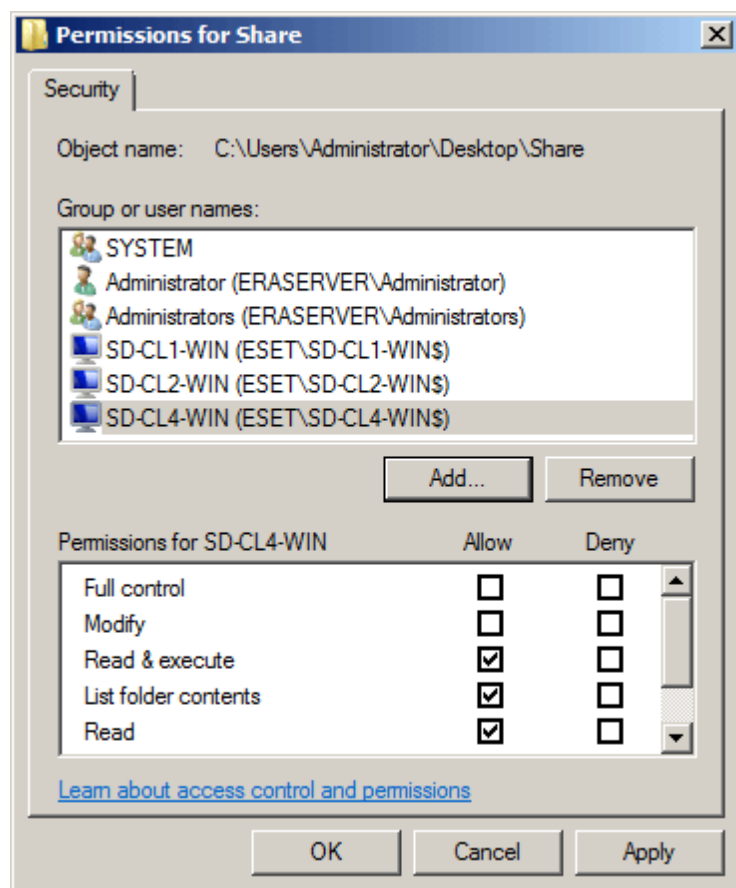 Permissions for Share
Security
Object name: C:\Users\Administrator\Desktop\Share
Group or user names:
SYSTEM
Administrator (ERASERVER\Administrator)
Administrators (ERASERVER\Administrators)
SD-CL1-WIN (ESET\SD-CL1-WIN$)
SD-CL2-WIN (ESET\SD-CL2-WIN$)
SD-CL4-WIN (ESET\SD-CL4-WIN$)
Add... Remove
Permissions for SD-CL4-WIN Allow Deny
Full control
Modify
Read & execute
List folder contents
Read
Learn about access control and permissions
OK Cancel Apply